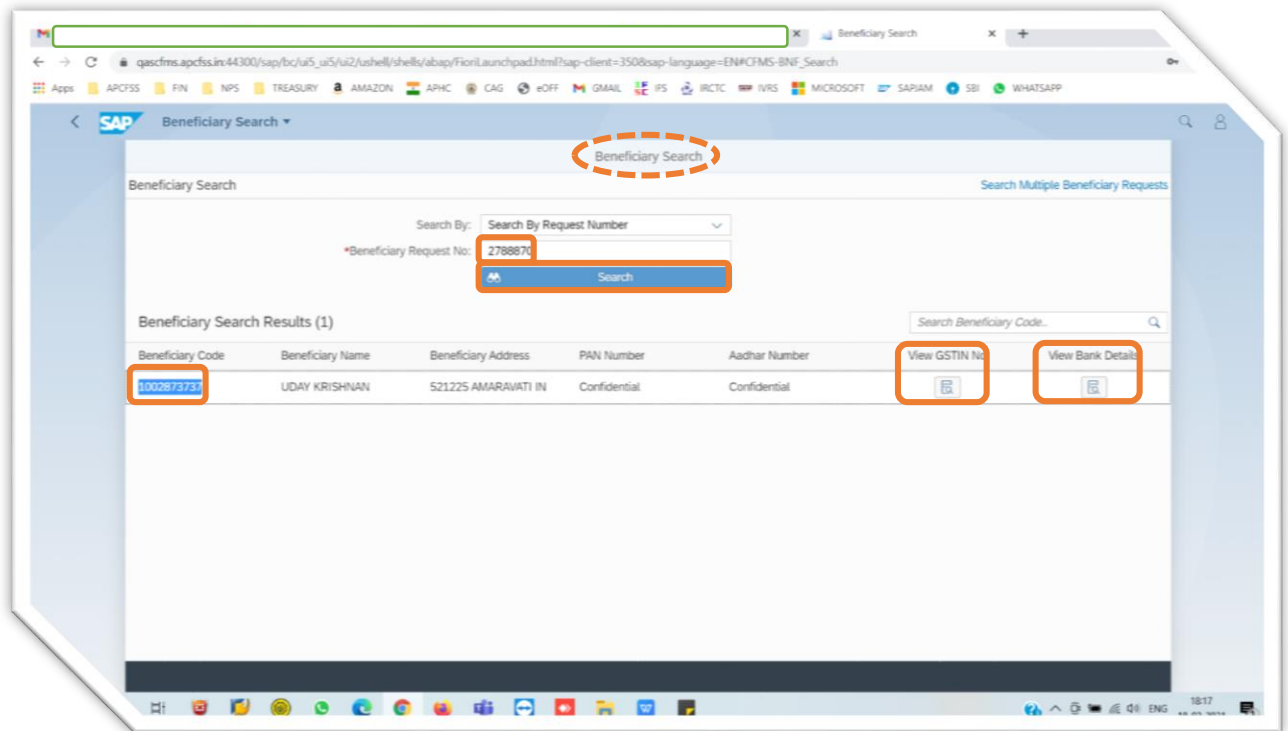 Beneficiary Search
qascfms.apcfss.in:44300/sap/bc/ui5_ui5/ui2/ushell/shells/abap/FioriLaunchpad.html?sap-client=350&sap-language=EN#CFMS-BNF_Search
Apps APCFSS FIN NPS TREASURY AMAZON APHC CAG eOFF GMAIL IFS IRCTC IVRS MICROSOFT SAPJAM SBI WHATSAPP
SAP Beneficiary Search
Beneficiary Search
Beneficiary Search Search Multiple Beneficiary Requests
Search By: Search By Request Number
*Beneficiary Request No: 2788870
Search
Beneficiary Search Results (1) Search Beneficiary Code..
Beneficiary Code Beneficiary Name Beneficiary Address PAN Number Aadhar Number View GSTIN No View Bank Details
1002873737 UDAY KRISHNAN 521225 AMARAVATI IN Confidential Confidential
ENG 18:17